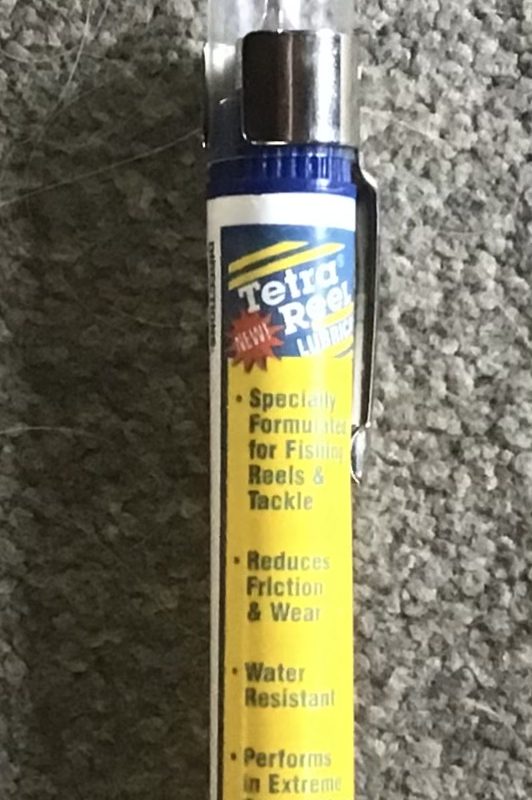 Tetra®
Reel
NEW!
• Specially
Formulated
for Fishing
Reels &
Tackle
• Reduces
Friction
& Wear
• Water
Resistant
• Performs
in Extreme